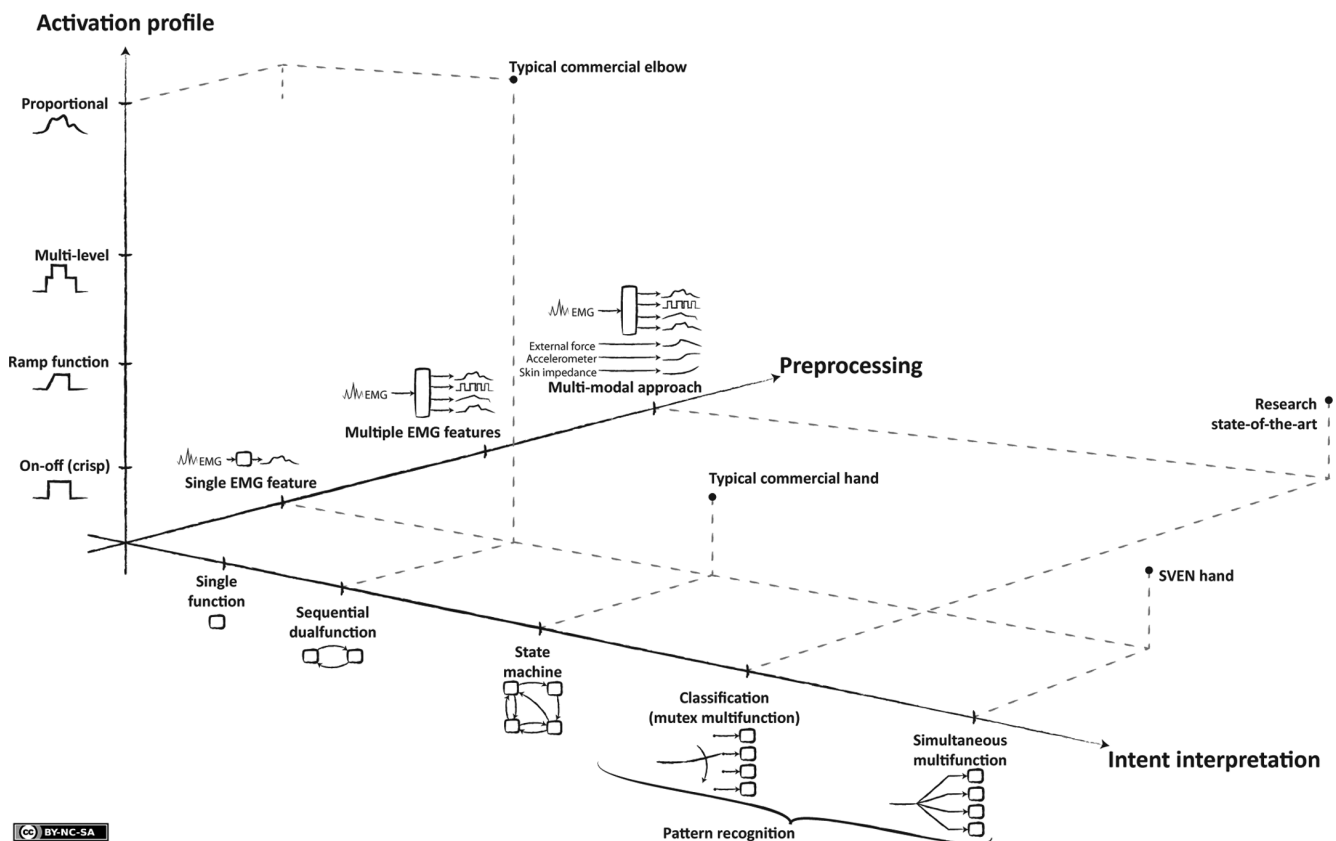 Activation profile
Typical commercial elbow
Proportional
Multi-level
EMG
External force
Accelerometer
Skin impedance
Multi-modal approach
Preprocessing
Ramp function
EMG
Multiple EMG features
Research
state-of-the-art
EMG
Single EMG feature
On-off (crisp)
Typical commercial hand
SVEN hand
Single
function
Sequential
dualfunction
State
machine
Classification
(mutex multifunction)
Simultaneous
multifunction
Intent interpretation
Pattern recognition
cc BY-NC-SA